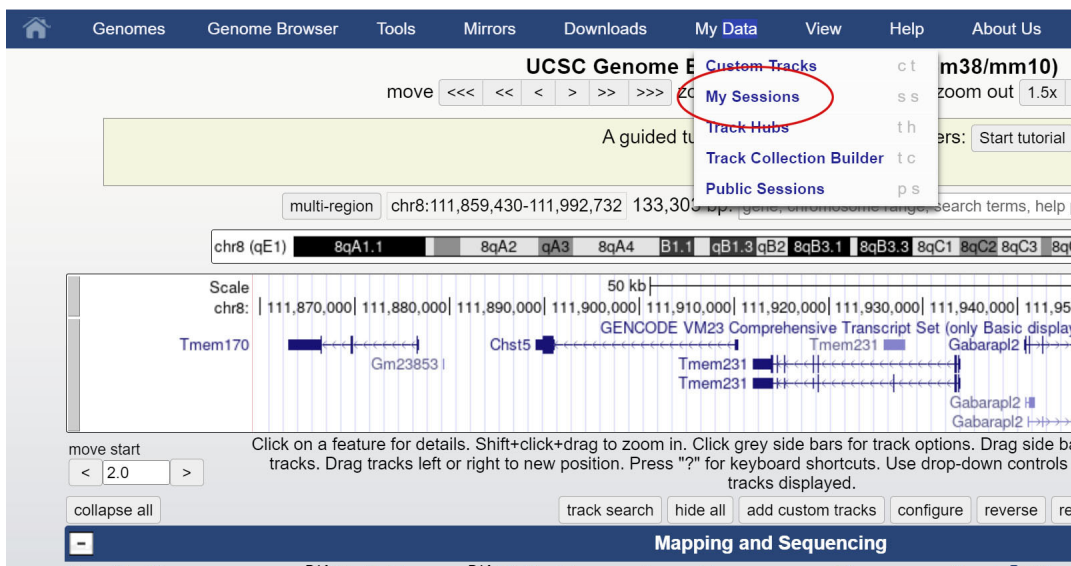 Genomes Genome Browser Tools Mirrors Downloads My Data View Help About Us
UCSC Genome m38/mm10)
Custom Tracks c t
move <<< << < > >> >>> zoom out 1.5x
My Sessions s s
Track Hubs t h
A guided Start tutorial
Track Collection Builder t c
Public Sessions p s
multi-region chr8:111,859,430-111,992,732 133,303 bp. gene, chromosome range, search terms, help
chr8 (qE1) 8qA1.1 8qA2 qA3 8qA4 B1.1 qB1.3 qB2 8qB3.1 8qB3.3 8qC1 8qC2 8qC3
Scale 50 kb
chr8: 111,870,000 111,880,000 111,890,000 111,900,000 111,910,000 111,920,000 111,930,000 111,940,000 111,95
GENCODE VM23 Comprehensive Transcript Set (only Basic display
Tmem170 Chst5 Tmem231 Gabarapl2
Gm23853 Tmem231
Tmem231
Gabarapl2
Gabarapl2
move start
< 2.0 >
Click on a feature for details. Shift+click+drag to zoom in. Click grey side bars for track options. Drag side
tracks. Drag tracks left or right to new position. Press "?" for keyboard shortcuts. Use drop-down controls
tracks displayed.
collapse all track search hide all add custom tracks configure reverse re
- Mapping and Sequencing